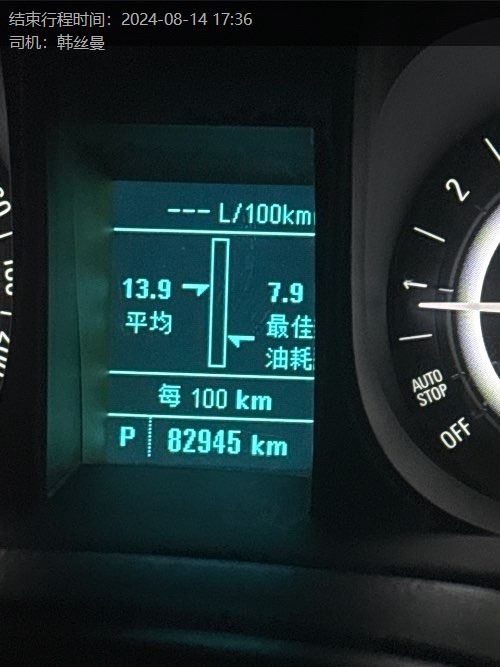 结束行程时间：2024-08-14 17:36
司机：韩丝曼
--- L/100km
13.9
平均
7.9
最佳
油耗
每 100 km
P 82945 km
2
1
AUTO
STOP
OFF